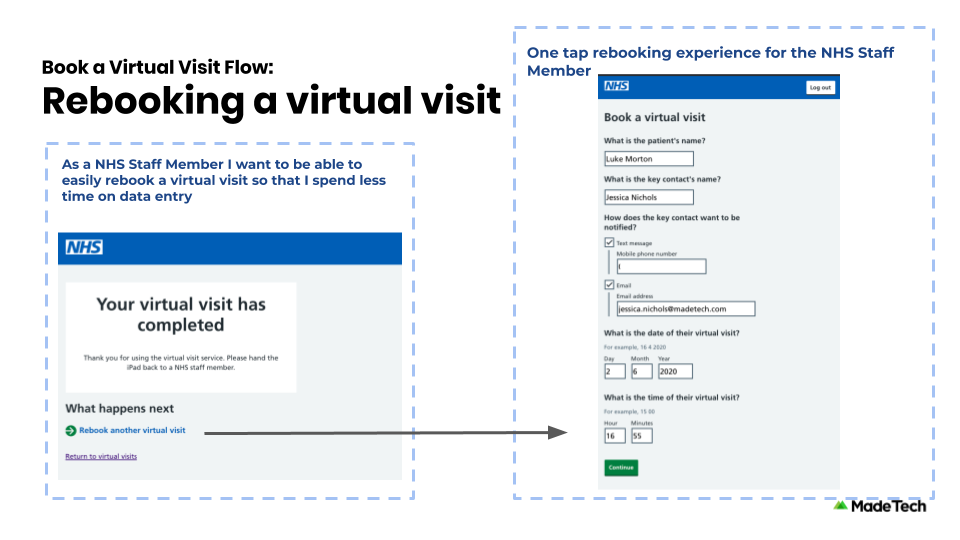 Book a Virtual Visit Flow:
Rebooking a virtual visit
As a NHS Staff Member I want to be able to
easily rebook a virtual visit so that I spend less
time on data entry
NHS
Your virtual visit has
completed
Thank you for using the virtual visit service. Please hand the
iPad back to a NHS staff member.
What happens next
Rebook another virtual visit
Return to virtual visits
One tap rebooking experience for the NHS Staff
Member
NHS
Log out
Book a virtual visit
What is the patient's name?
Luke Morton
What is the key contact's name?
Jessica Nichols
How does the key contact want to be
notified?
Text message
Mobile phone number
Email
Email address
jessica.nichols@madetech.com
What is the date of their virtual visit?
For example, 16 4 2020
Day Month Year
2 6 2020
What is the time of their virtual visit?
For example, 15 00
Hour Minutes
16 55
Continue
MadeTech